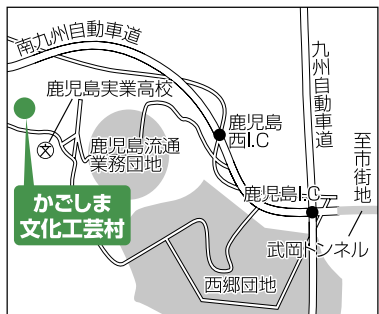 南九州自動車道
九州自動車道
鹿児島実業高校
文
鹿児島
西I.C
鹿児島流通
業務団地
至市街地
鹿児島I.C
かごしま
文化工芸村
武岡トンネル
西郷団地